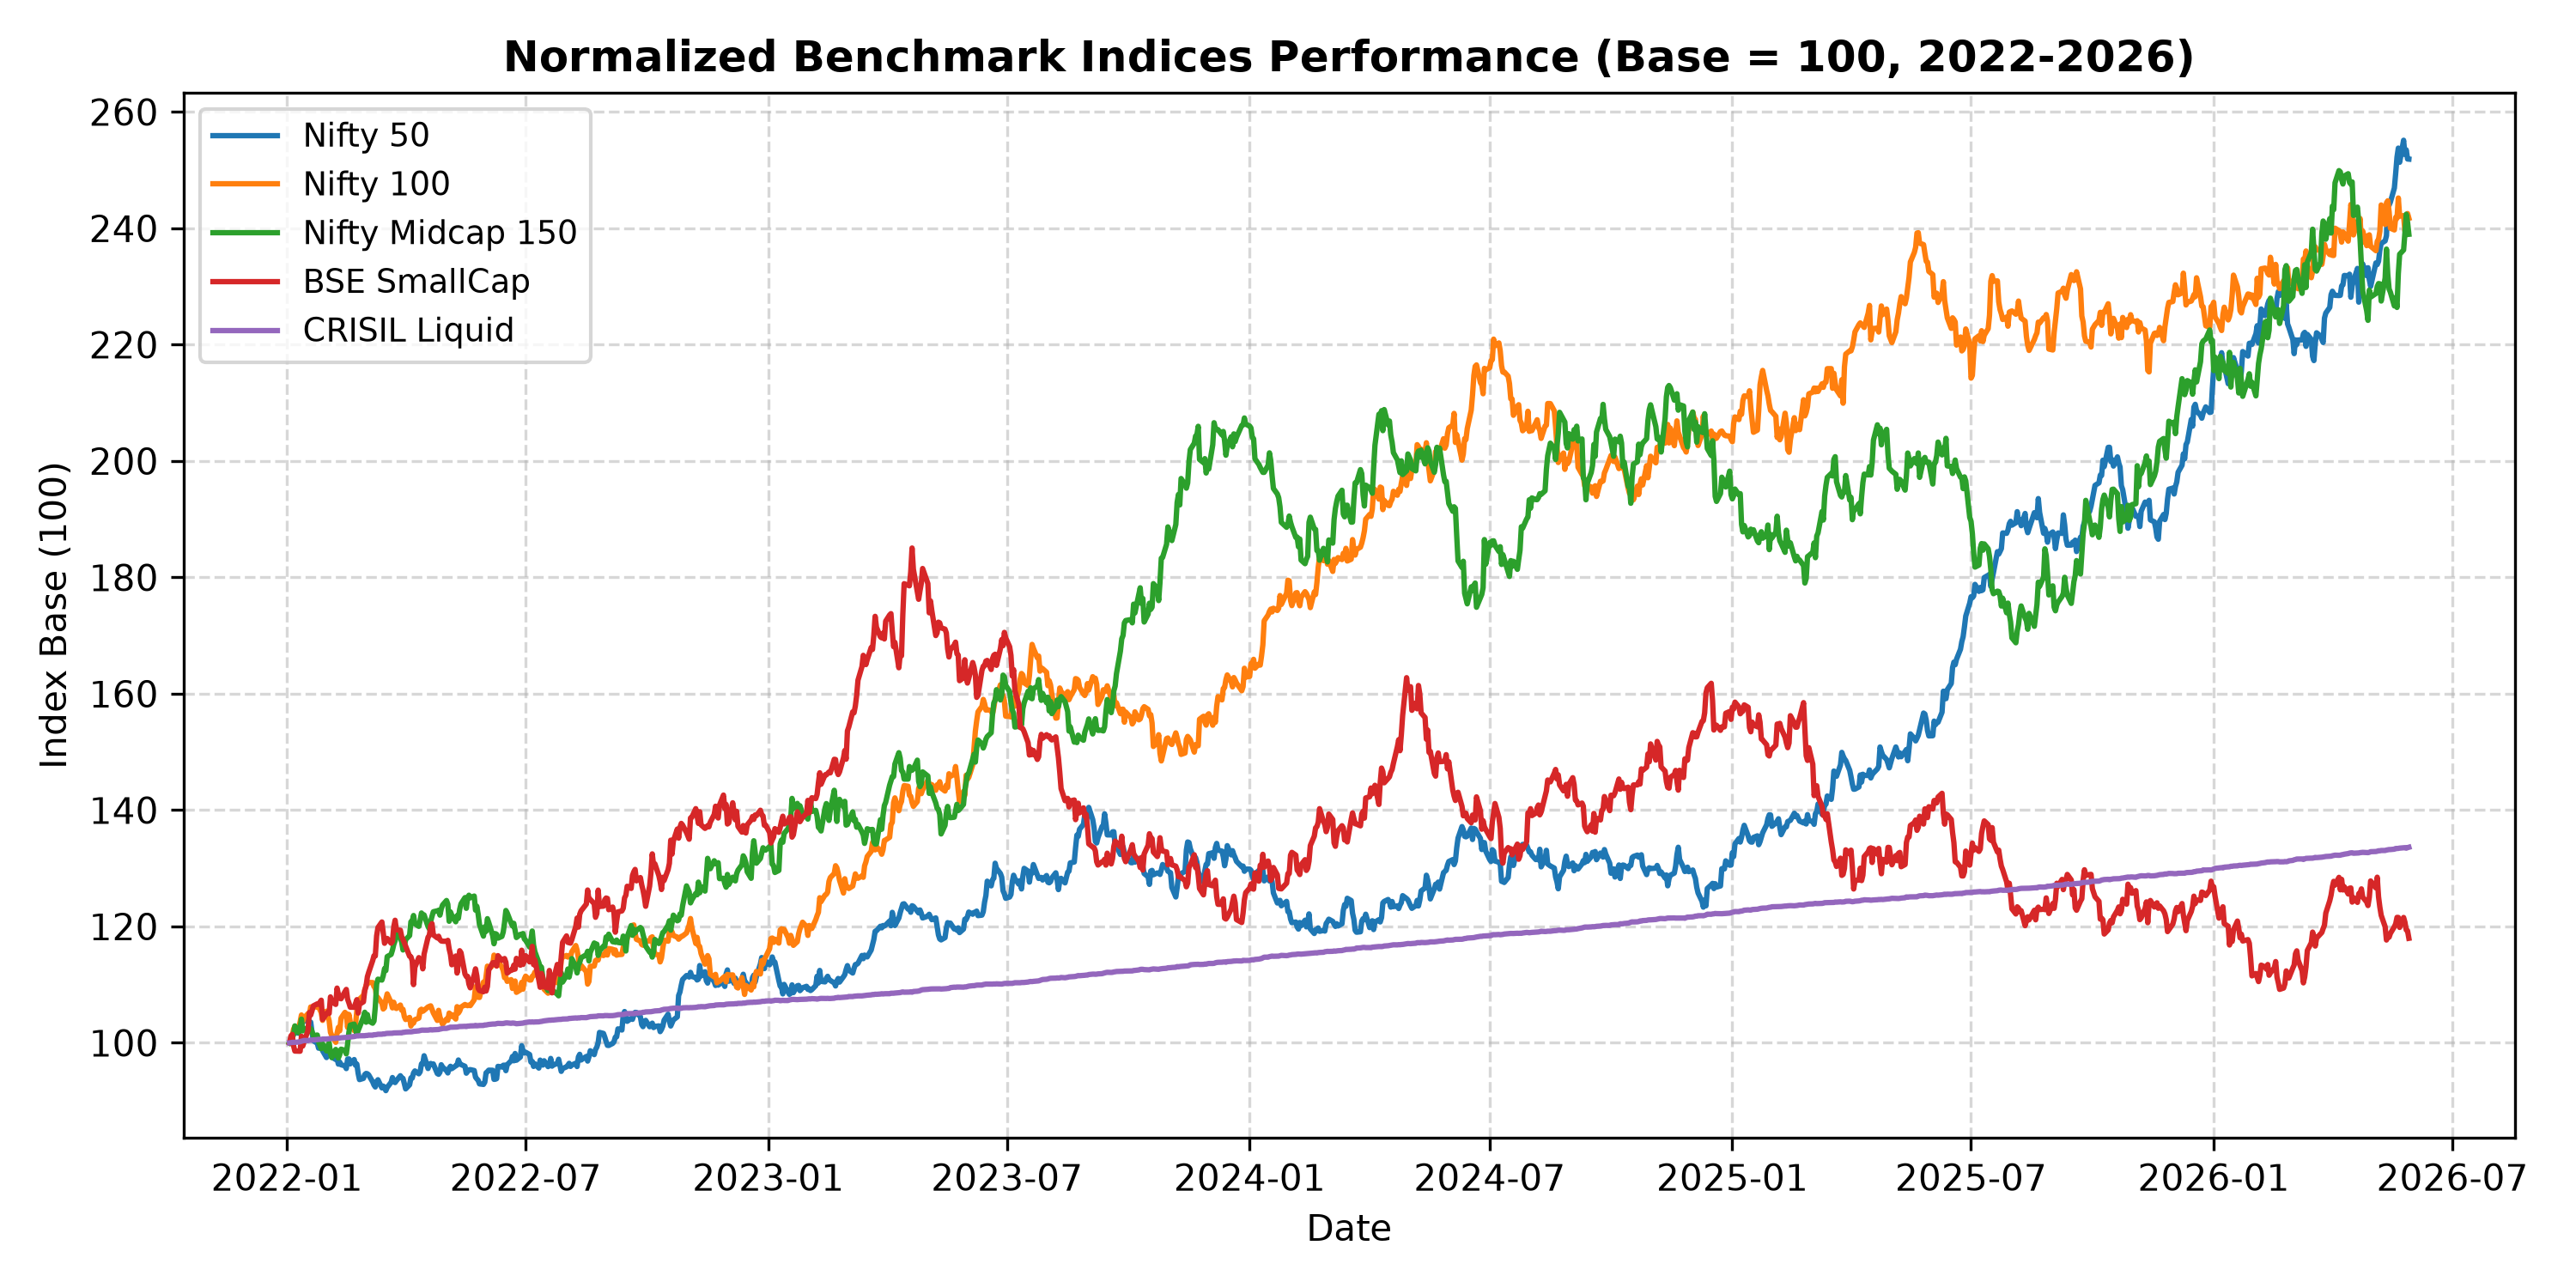 Normalized Benchmark Indices Performance (Base = 100, 2022-2026)
260
240
220
200
180
160
140
120
100
Index Base (100)
Nifty 50
Nifty 100
Nifty Midcap 150
BSE SmallCap
CRISIL Liquid
2022-01 2022-07 2023-01 2023-07 2024-01 2024-07 2025-01 2025-07 2026-01 2026-07
Date